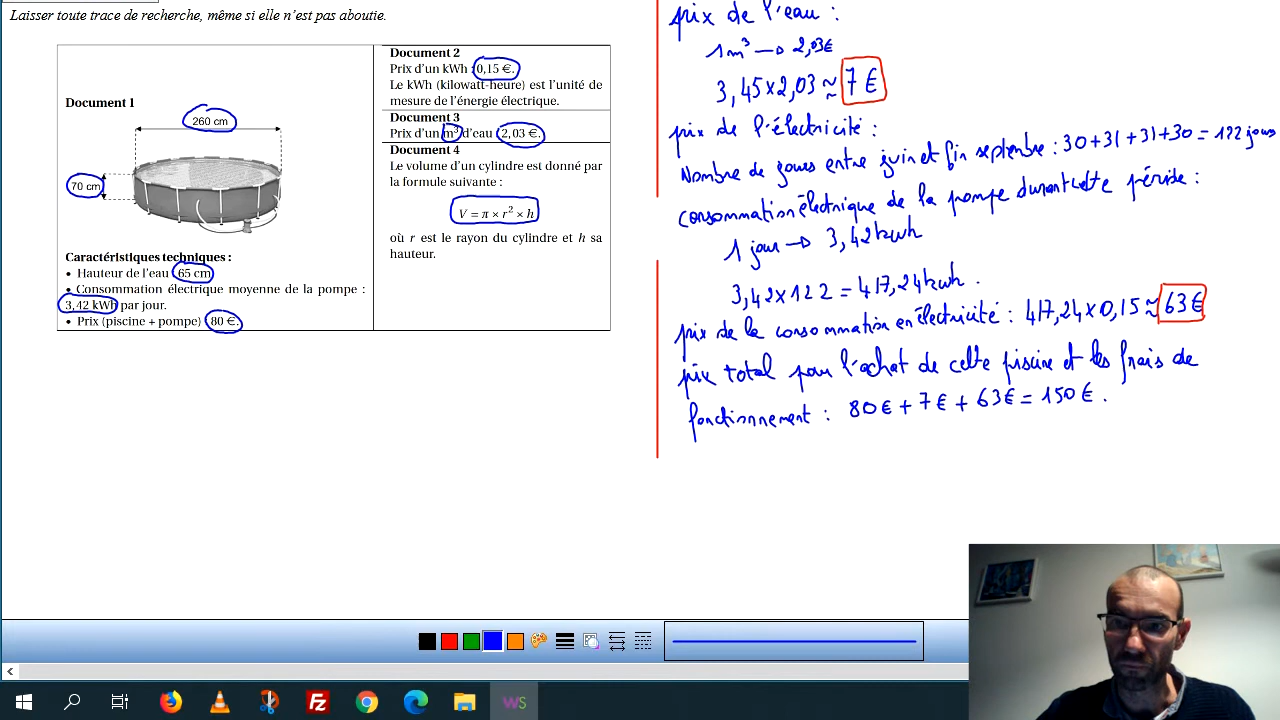 Laisser toute trace de recherche, même si elle n'est pas aboutie.
Document 1
260 cm
70 cm
Caractéristiques techniques :
• Hauteur de l'eau 65 cm
• Consommation électrique moyenne de la pompe :
3,42 kWh par jour.
• Prix (piscine + pompe) 80 €.
Document 2
Prix d'un kWh : 0,15 €.
Le kWh (kilowatt-heure) est l'unité de
mesure de l'énergie électrique.
Document 3
Prix d'un m³ d'eau 2,03 €.
Document 4
Le volume d'un cylindre est donné par
la formule suivante :
V = π × r² × h
où r est le rayon du cylindre et h sa
hauteur.
prix de l'eau :
1 m³ → 2,03€
3,45 × 2,03 ≈ 7 €
prix de l'électricité :
Nombre de jours entre juin et fin septembre : 30+31+31+30 = 122 jours
consommation électrique de la pompe durant cette période :
1 jour → 3,42 kwh
3,42 × 122 = 417,24 kwh.
prix de la consommation en électricité : 417,24 × 0,15 ≈ 63€
prix total pour l'achat de cette piscine et les frais de
fonctionnement : 80€ + 7€ + 63€ = 150€.
WS